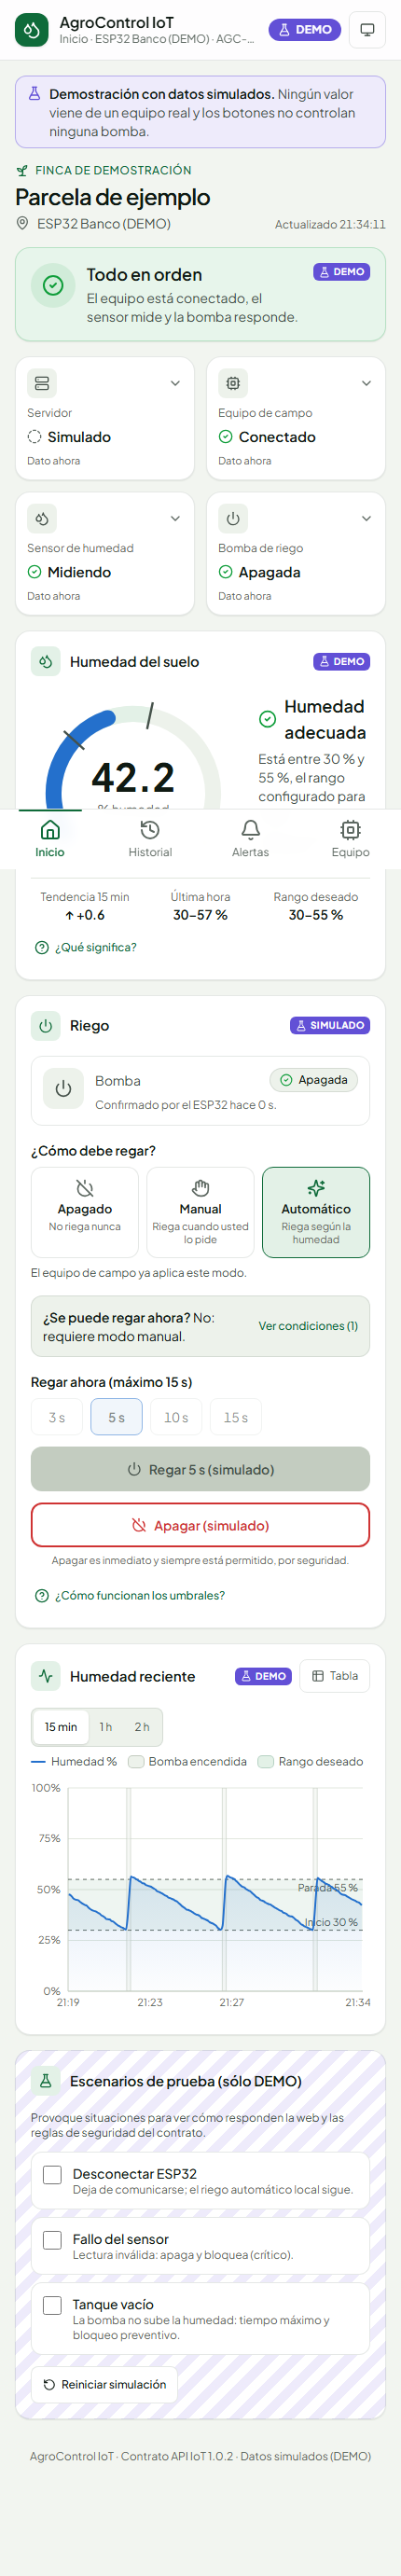 AgroControl IoT
Inicio · ESP32 Banco (DEMO) · AGC-...
DEMO
Demostración con datos simulados. Ningún valor
viene de un equipo real y los botones no controlan
ninguna bomba.
FINCA DE DEMOSTRACIÓN
Parcela de ejemplo
ESP32 Banco (DEMO)
Actualizado 21:34:11
Todo en orden
DEMO
El equipo está conectado, el
sensor mide y la bomba responde.
Servidor
Simulado
Dato ahora
Equipo de campo
Conectado
Dato ahora
Sensor de humedad
Midiendo
Dato ahora
Bomba de riego
Apagada
Dato ahora
Humedad del suelo
DEMO
42.2
% humedad
Humedad
adecuada
Está entre 30 % y
55 %, el rango
configurado para
Inicio
Historial
Alertas
Equipo
Tendencia 15 min
↑ +0.6
Última hora
30–57 %
Rango deseado
30–55 %
¿Qué significa?
Riego
SIMULADO
Bomba
Apagada
Confirmado por el ESP32 hace 0 s.
¿Cómo debe regar?
Apagado
No riega nunca
Manual
Riega cuando usted
lo pide
Automático
Riega según la
humedad
El equipo de campo ya aplica este modo.
¿Se puede regar ahora? No:
requiere modo manual.
Ver condiciones (1)
Regar ahora (máximo 15 s)
3 s
5 s
10 s
15 s
Regar 5 s (simulado)
Apagar (simulado)
Apagar es inmediato y siempre está permitido, por seguridad.
¿Cómo funcionan los umbrales?
Humedad reciente
DEMO
Tabla
15 min
1 h
2 h
Humedad %
Bomba encendida
Rango deseado
100%
75%
50%
25%
0%
Parada 55 %
Inicio 30 %
21:19
21:23
21:27
21:34
Escenarios de prueba (sólo DEMO)
Provoque situaciones para ver cómo responden la web y las
reglas de seguridad del contrato.
Desconectar ESP32
Deja de comunicarse; el riego automático local sigue.
Fallo del sensor
Lectura inválida: apaga y bloquea (crítico).
Tanque vacío
La bomba no sube la humedad: tiempo máximo y
bloqueo preventivo.
Reiniciar simulación
AgroControl IoT · Contrato API IoT 1.0.2 · Datos simulados (DEMO)